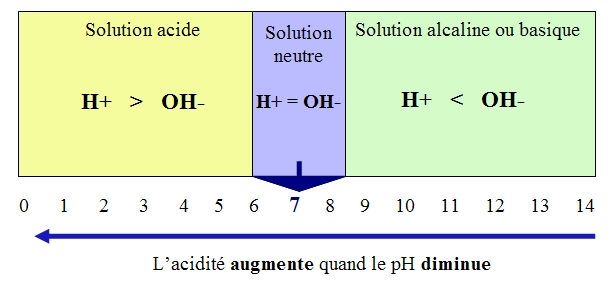 Solution acide
Solution
neutre
Solution alcaline ou basique
H+ > OH-
H+ = OH-
H+ < OH-
0 1 2 3 4 5 6 7 8 9 10 11 12 13 14
L’acidité augmente quand le pH diminue